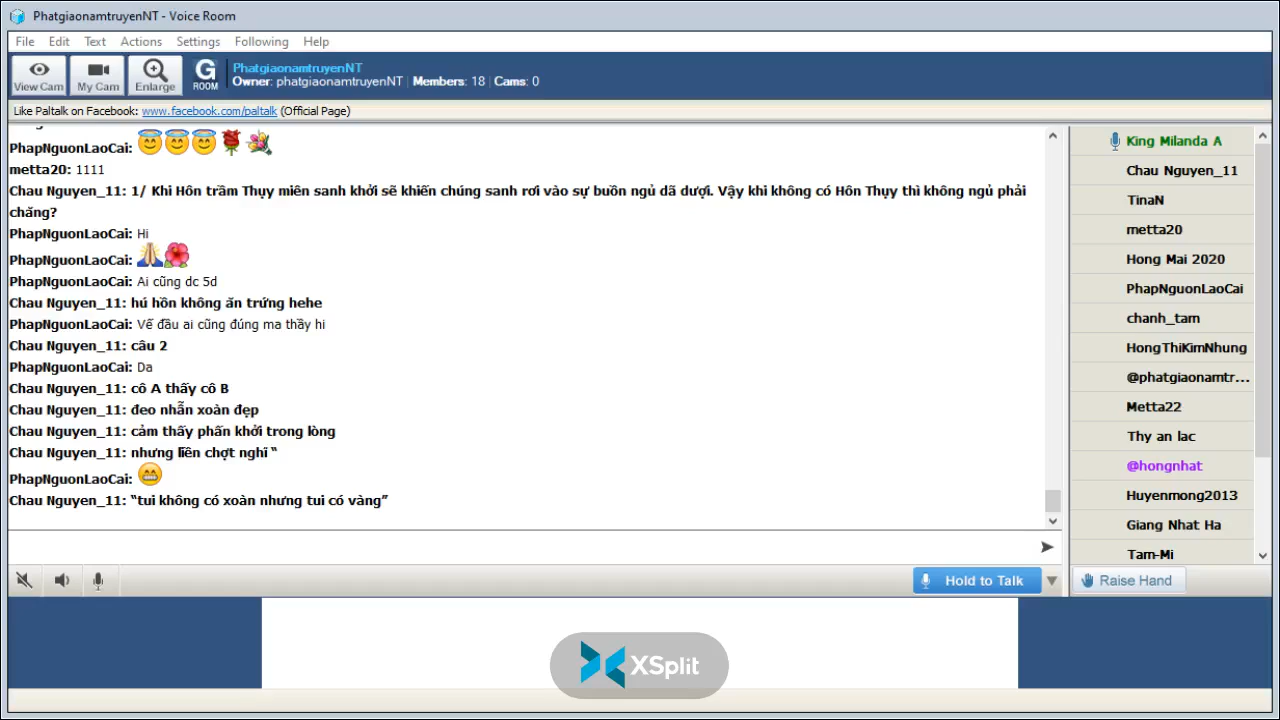 PhatgiaonamtruyenNT - Voice Room
File Edit Text Actions Settings Following Help
View Cam
My Cam
Enlarge
G
ROOM
PhatgiaonamtruyenNT
Owner: phatgiaonamtruyenNT | Members: 18 | Cams: 0
Like Paltalk on Facebook: www.facebook.com/paltalk (Official Page)
PhapNguonLaoCai:
metta20: 1111
Chau Nguyen_11: 1/ Khi Hôn trầm Thụy miên sanh khởi sẽ khiến chúng sanh rơi vào sự buồn ngủ dã dượi. Vậy khi không có Hôn Thụy thì không ngủ phải
chăng?
PhapNguonLaoCai: Hi
PhapNguonLaoCai:
PhapNguonLaoCai: Ai cũng dc 5d
Chau Nguyen_11: hú hồn không ăn trứng hehe
PhapNguonLaoCai: Vế đầu ai cũng đúng ma thầy hi
Chau Nguyen_11: câu 2
PhapNguonLaoCai: Da
Chau Nguyen_11: cô A thấy cô B
Chau Nguyen_11: đeo nhẫn xoàn đẹp
Chau Nguyen_11: cảm thấy phấn khởi trong lòng
Chau Nguyen_11: nhưng liền chợt nghĩ “
PhapNguonLaoCai:
Chau Nguyen_11: “tui không có xoàn nhưng tui có vàng”
King Milanda A
Chau Nguyen_11
TinaN
metta20
Hong Mai 2020
PhapNguonLaoCai
chanh_tam
HongThiKimNhung
@phatgiaonamtr...
Metta22
Thy an lac
@hongnhat
Huyenmong2013
Giang Nhat Ha
Tam-Mi
Hold to Talk
Raise Hand
XSplit